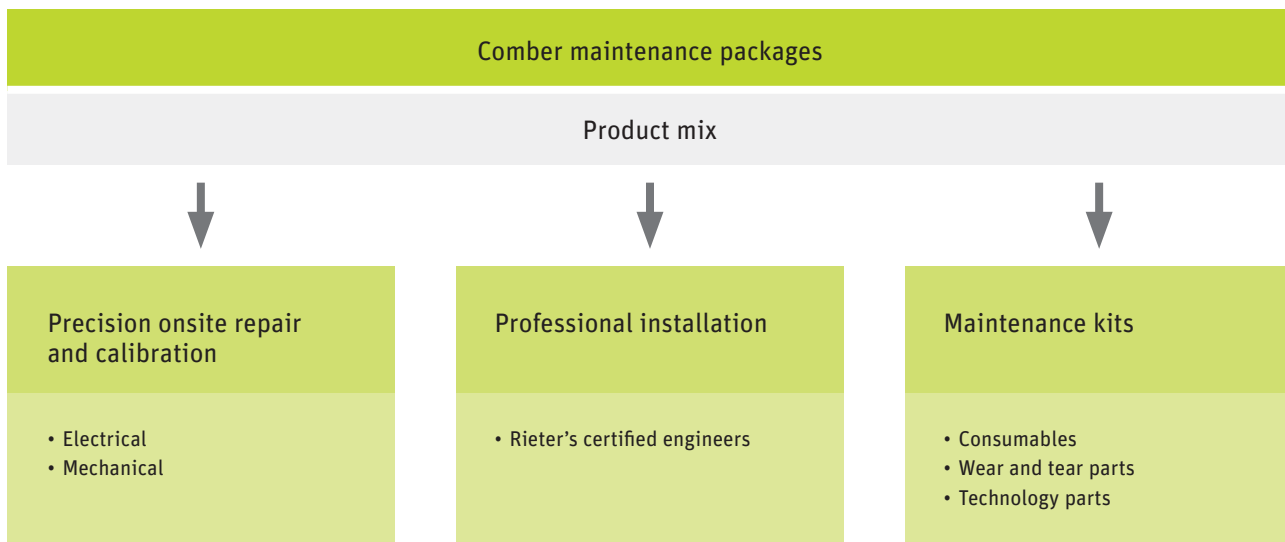 Comber maintenance packages
Product mix
Precision onsite repair
and calibration
• Electrical
• Mechanical
Professional installation
• Rieter’s certified engineers
Maintenance kits
• Consumables
• Wear and tear parts
• Technology parts